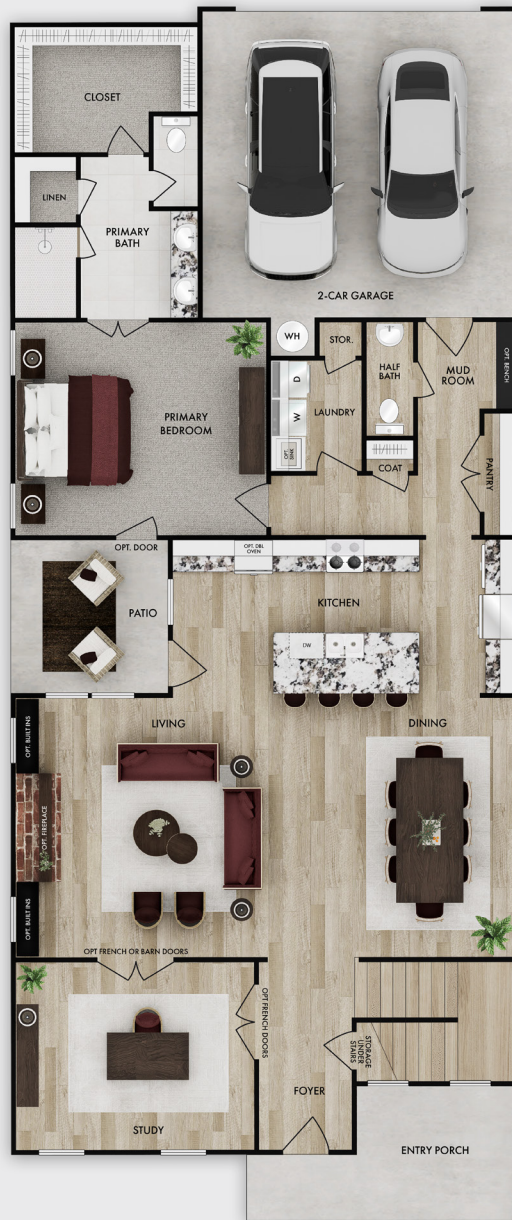 CLOSET
LINEN
PRIMARY
BATH
2-CAR GARAGE
WH
STOR.
HALF
BATH
MUD
ROOM
OPT. BENCH
D
W
LAUNDRY
OPT.
SINK
COAT
PANTRY
PRIMARY
BEDROOM
OPT. DOOR
OPT. DBL
OVEN
PATIO
KITCHEN
DW
LIVING
DINING
OPT. BUILT INS
OPT. FIREPLACE
OPT. BUILT INS
OPT FRENCH OR BARN DOORS
OPT FRENCH DOORS
STORAGE
UNDER
STAIRS
FOYER
STUDY
ENTRY PORCH